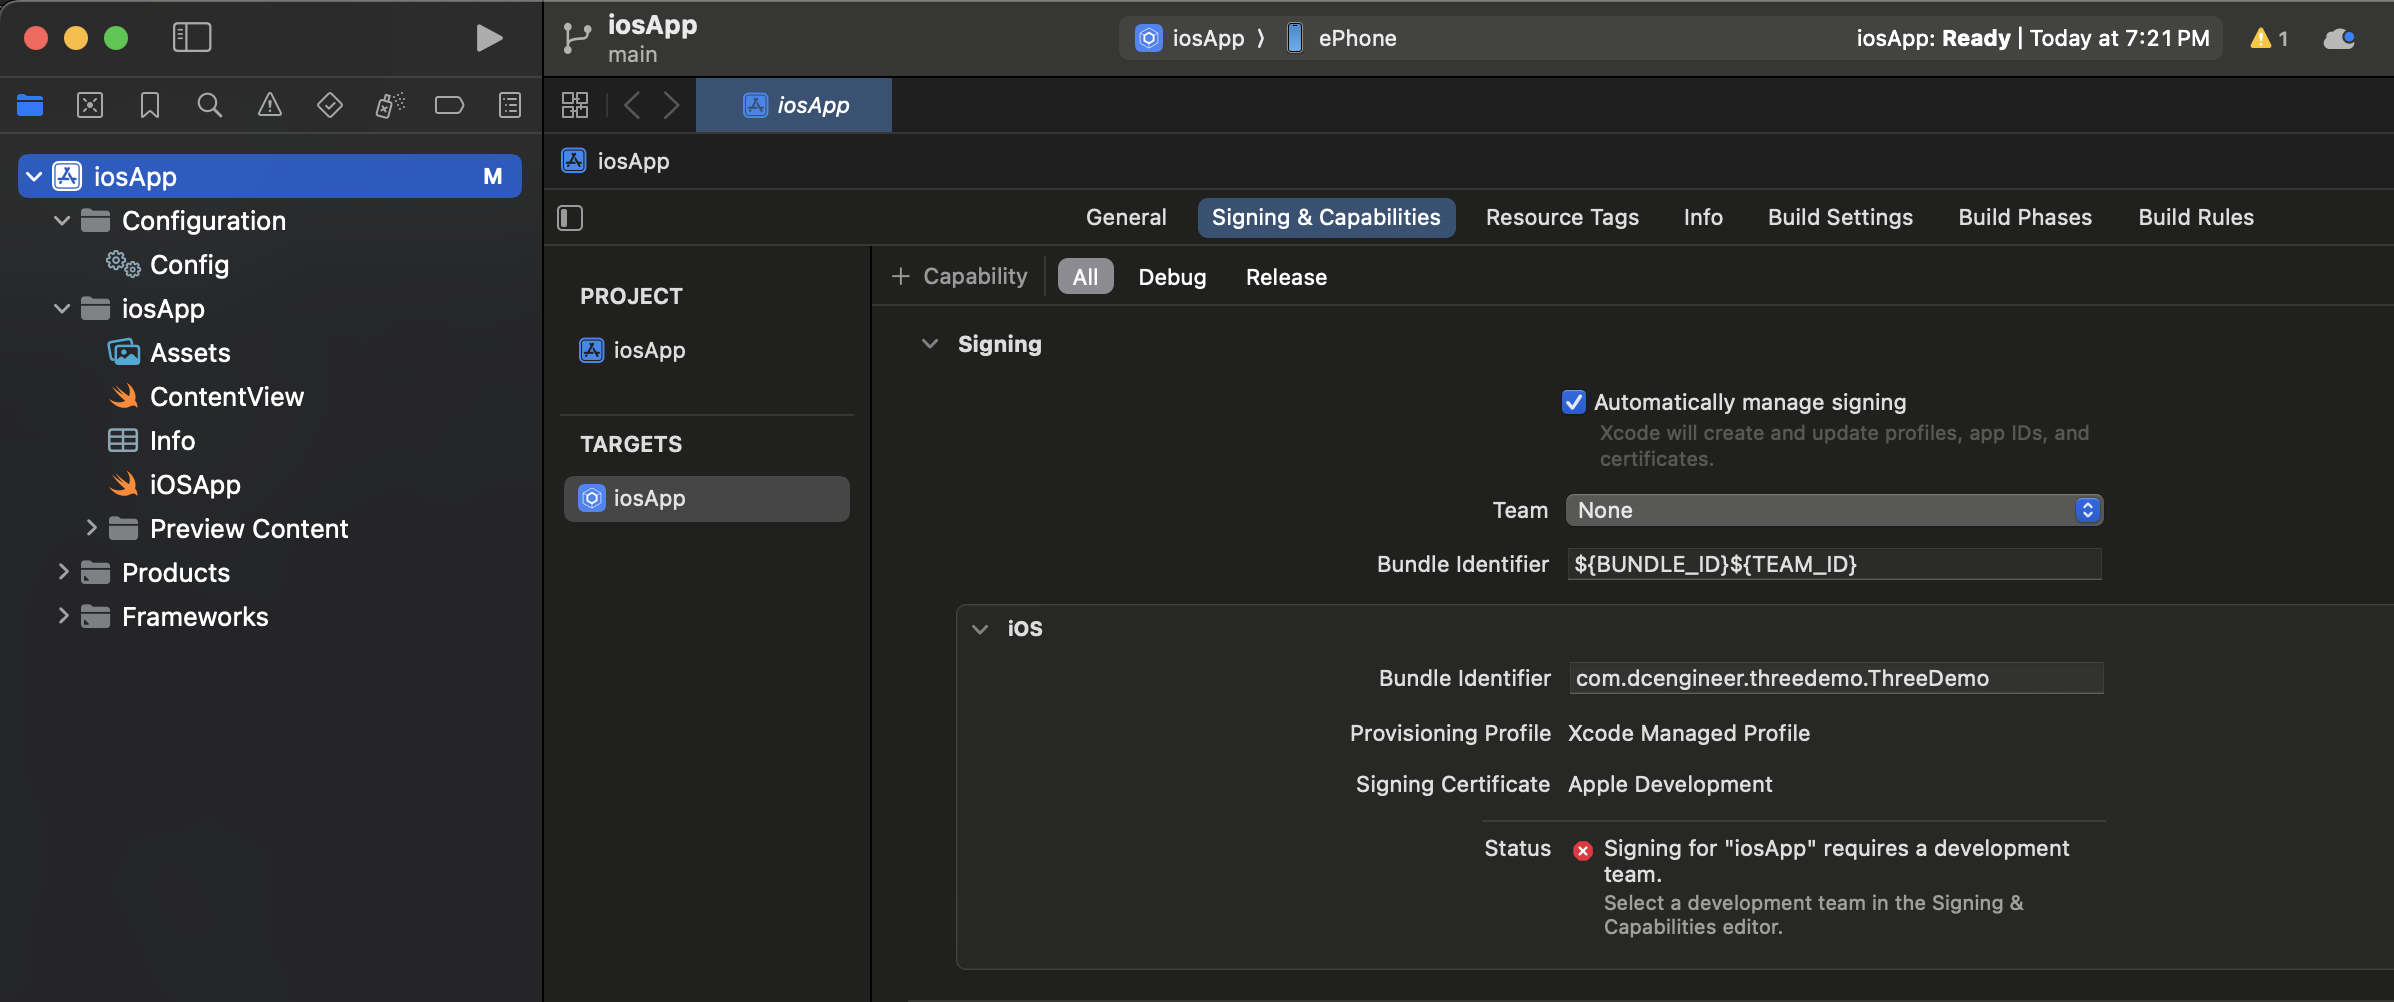 iosApp
main
iosApp ⟩ ePhone
iosApp: Ready | Today at 7:21 PM
1
iosApp M
Configuration
Config
iosApp
Assets
ContentView
Info
iOSApp
Preview Content
Products
Frameworks
iosApp
iosApp
General Signing & Capabilities Resource Tags Info Build Settings Build Phases Build Rules
PROJECT
iosApp
TARGETS
iosApp
+ Capability All Debug Release
Signing
Automatically manage signing
Xcode will create and update profiles, app IDs, and
certificates.
Team None
Bundle Identifier ${BUNDLE_ID}${TEAM_ID}
iOS
Bundle Identifier com.dcengineer.threedemo.ThreeDemo
Provisioning Profile Xcode Managed Profile
Signing Certificate Apple Development
Status Signing for "iosApp" requires a development
team.
Select a development team in the Signing &
Capabilities editor.